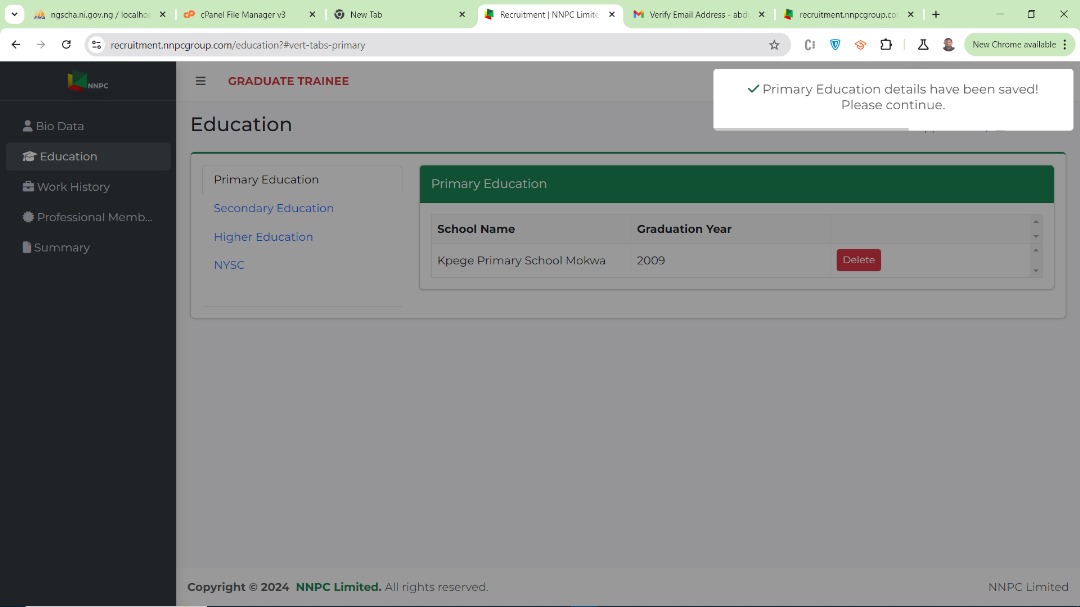 ngscha.ni.gov.ng / localho
cPanel File Manager v3
New Tab
Recruitment | NNPC Limite
Verify Email Address - abd
recruitment.nnpcgroup.co
recruitment.nnpcgroup.com/education?#vert-tabs-primary
New Chrome available
NNPC
GRADUATE TRAINEE
Primary Education details have been saved!
Please continue.
Bio Data
Education
Work History
Professional Memb...
Summary
Education
Primary Education
Secondary Education
Higher Education
NYSC
Primary Education
School Name Graduation Year
Kpege Primary School Mokwa 2009 Delete
Copyright © 2024 NNPC Limited. All rights reserved.
NNPC Limited